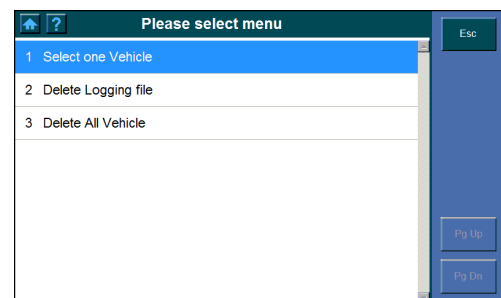 ? Please select menu
Esc
1 Select one Vehicle
2 Delete Logging file
3 Delete All Vehicle
Pg Up
Pg Dn